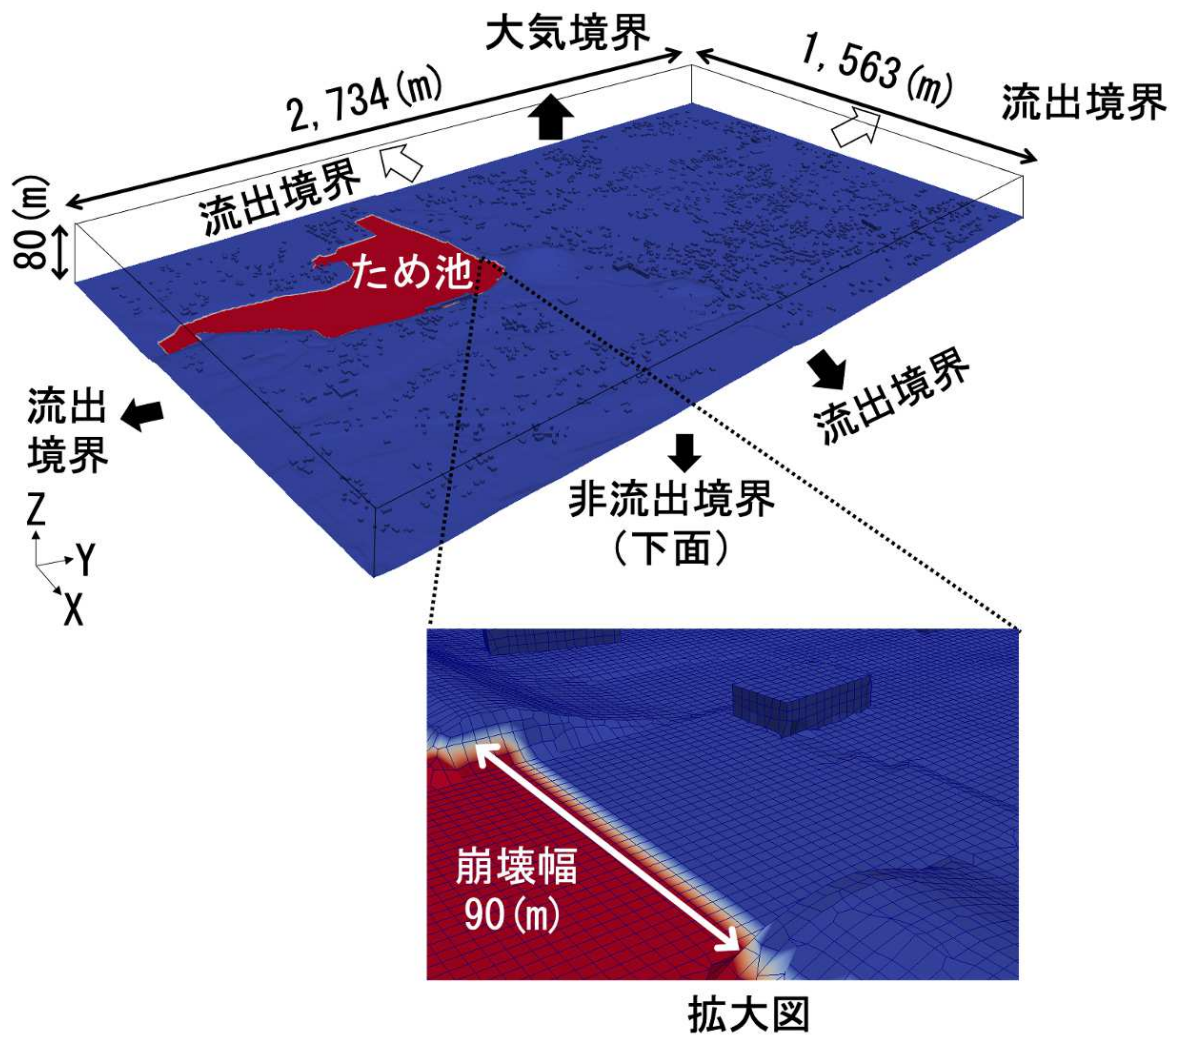 大気境界
1,563(m)
2,734(m)
流出境界
流出境界
80(m)
ため池
流出境界
流出
境界
非流出境界
(下面)
Z
Y
X
崩壊幅
90(m)
拡大図